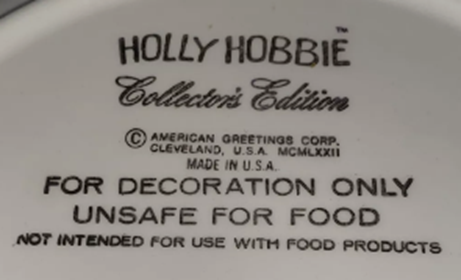 HOLLY HOBBIE™
Collector's Edition
© AMERICAN GREETINGS CORP.
CLEVELAND, U.S.A. MCMLXXII
MADE IN U.S.A.
FOR DECORATION ONLY
UNSAFE FOR FOOD
NOT INTENDED FOR USE WITH FOOD PRODUCTS